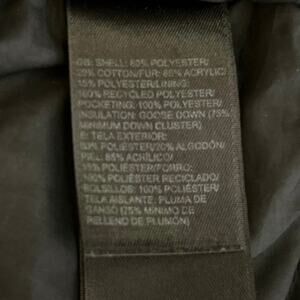 GB: SHELL: 80% POLYESTER/
20% COTTON/FUR: 85% ACRYLIC/
15% POLYESTER/LINING:
100% RECYCLED POLYESTER/
POCKETING: 100% POLYESTER/
INSULATION: GOOSE DOWN (75%
MINIMUM DOWN CLUSTER)
E: TELA EXTERIOR:
80% POLIÉSTER/20% ALGODÓN/
PIEL: 85% ACRÍLICO/
15% POLIÉSTER/FORRO:
100% POLIÉSTER RECICLADO/
BOLSILLOS: 100% POLIÉSTER/
TELA AISLANTE: PLUMA DE
GANSO (75% MÍNIMO DE
RELLENO DE PLUMÓN)